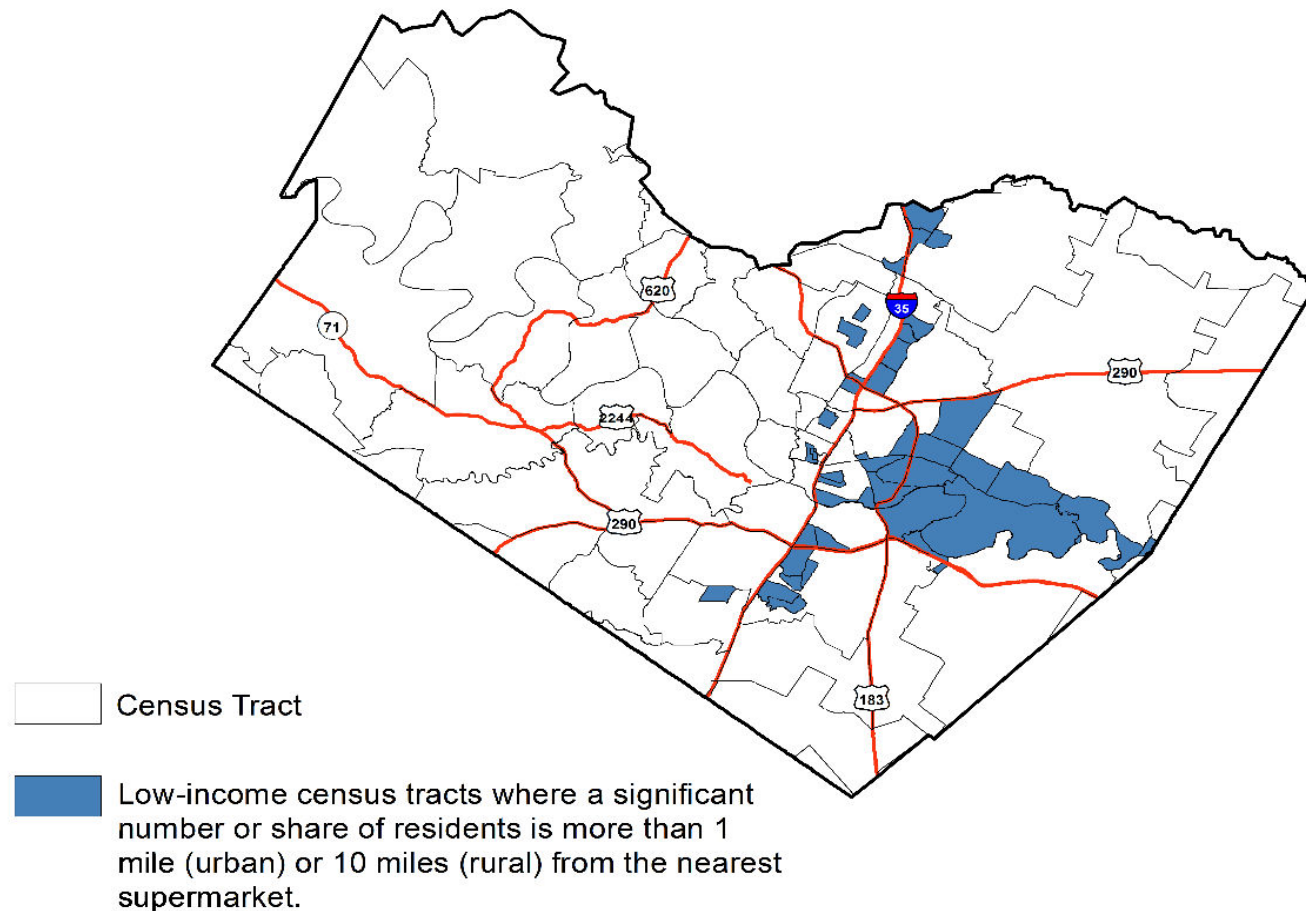 620
35
71
290
2244
290
183
Census Tract
Low-income census tracts where a significant
number or share of residents is more than 1
mile (urban) or 10 miles (rural) from the nearest
supermarket.